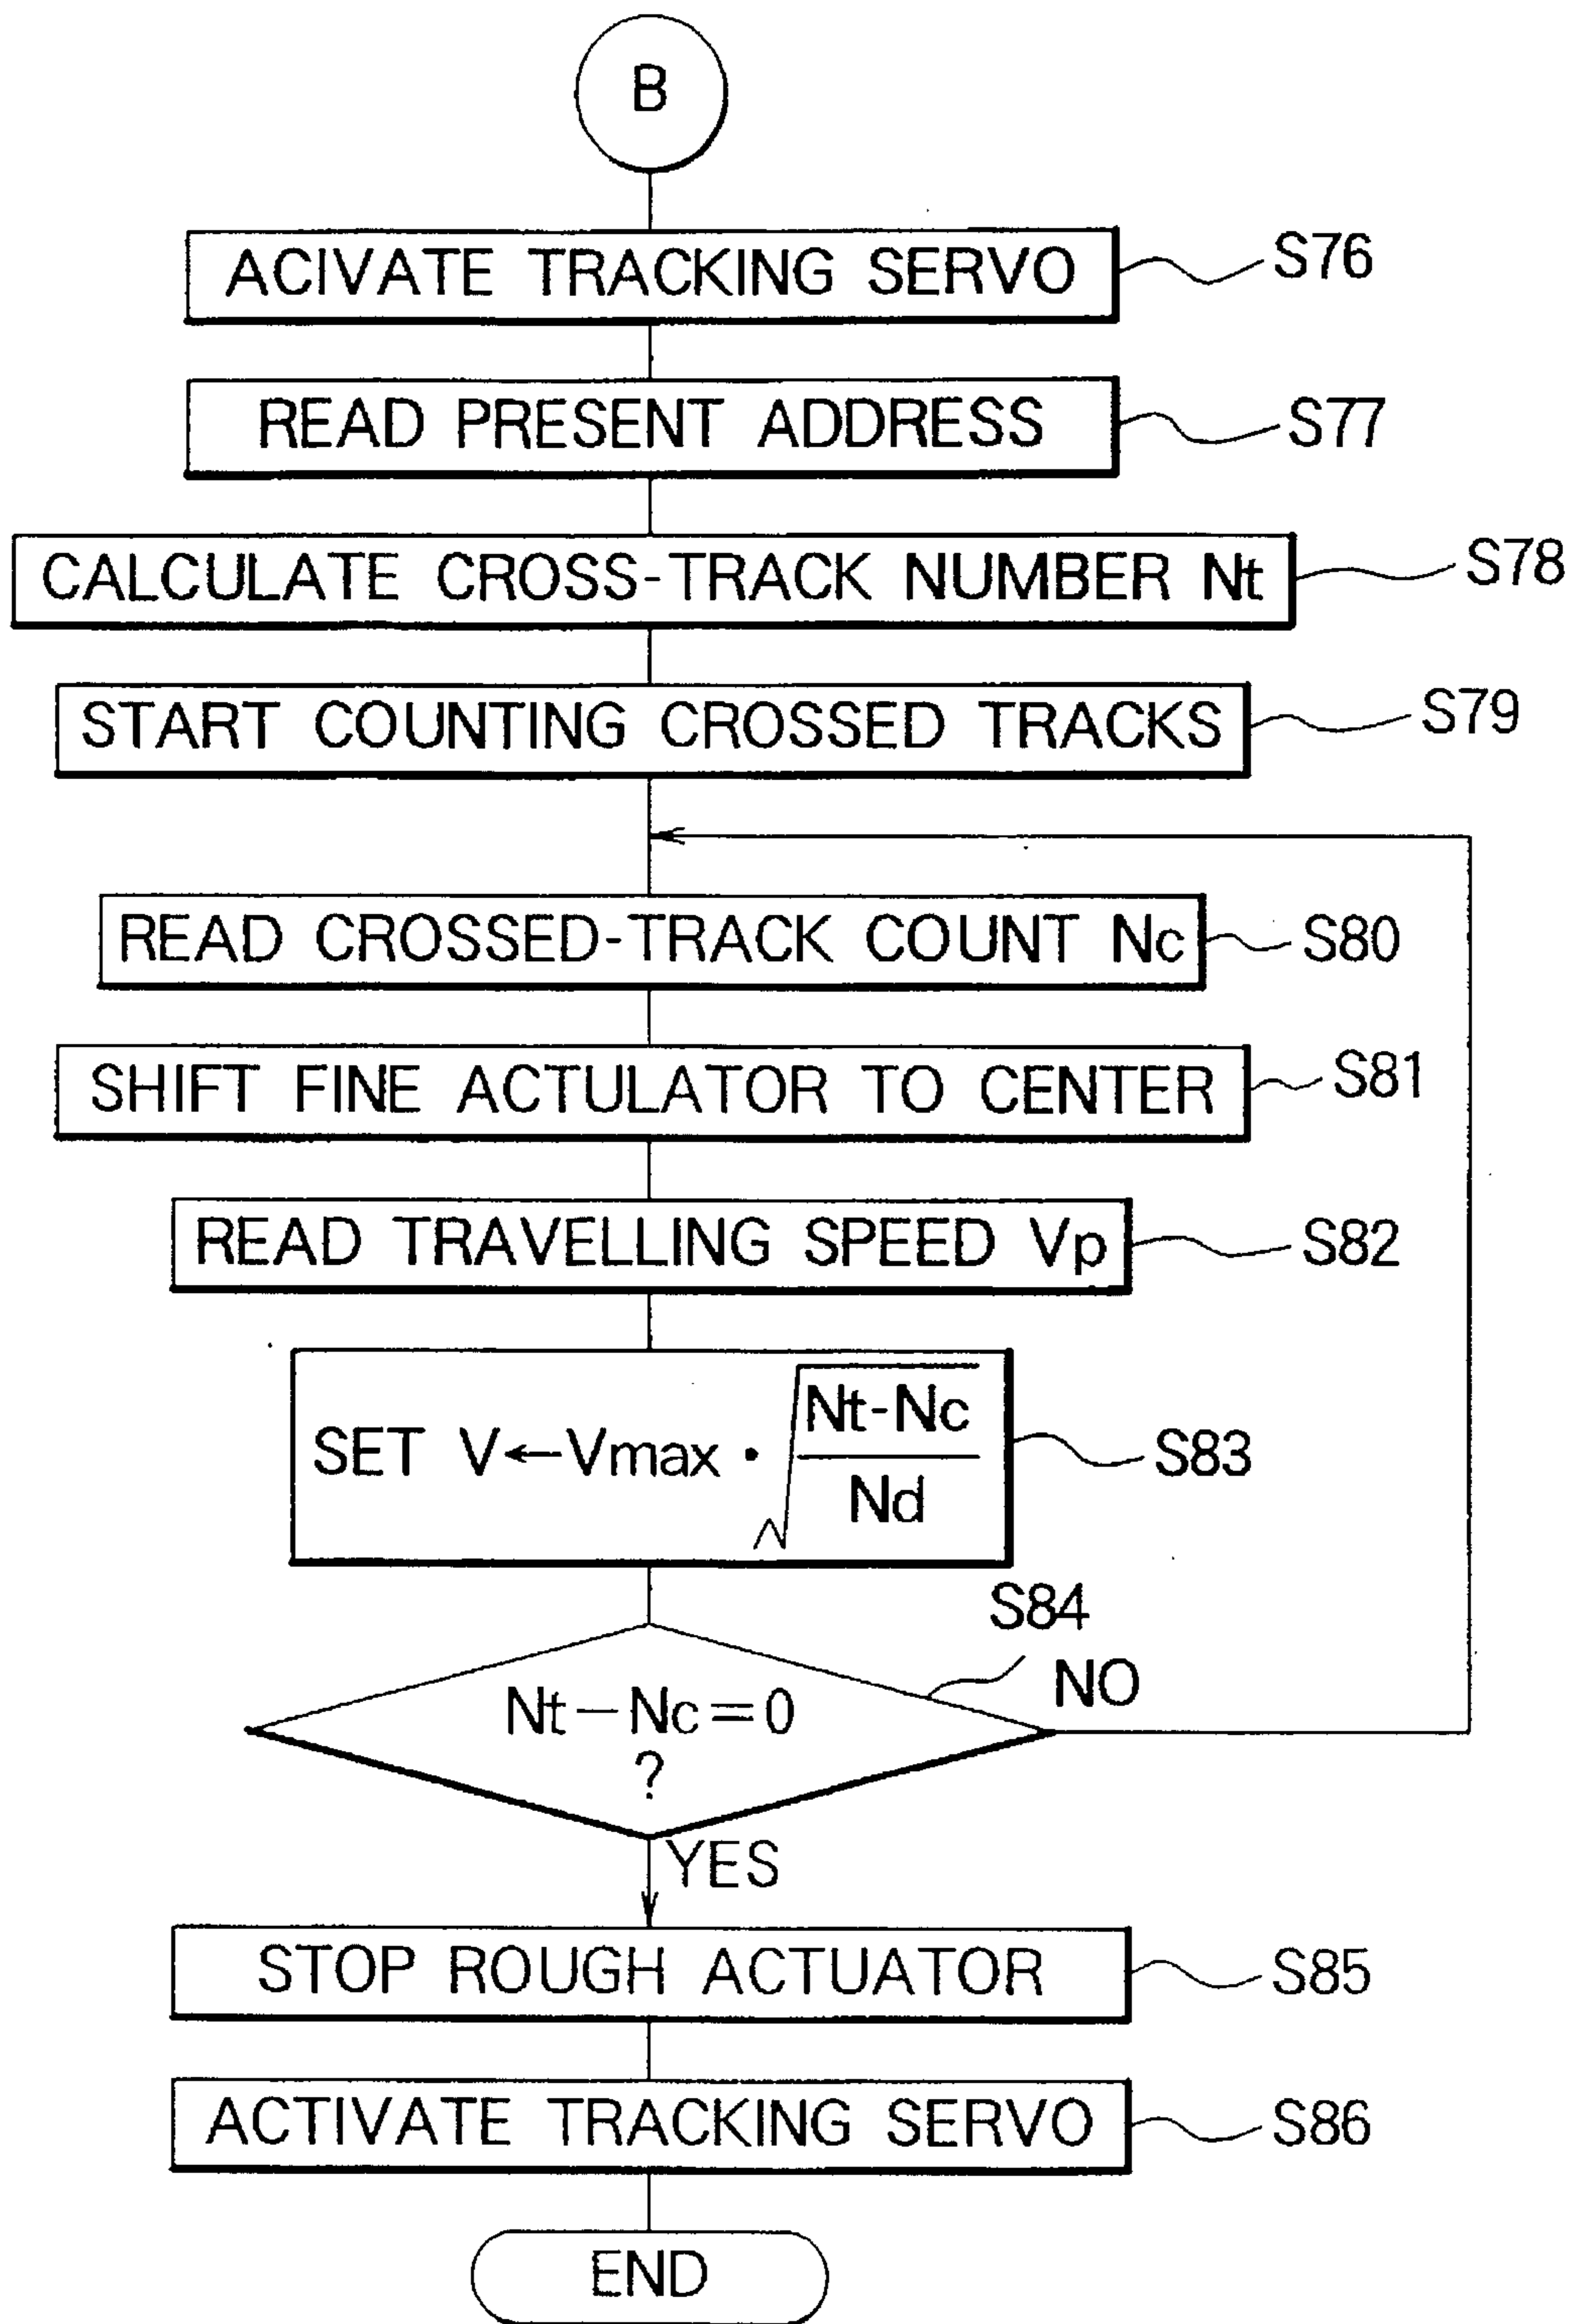 B
ACIVATE TRACKING SERVO S76
READ PRESENT ADDRESS S77
CALCULATE CROSS-TRACK NUMBER Nt S78
START COUNTING CROSSED TRACKS S79
READ CROSSED-TRACK COUNT Nc S80
SHIFT FINE ACTULATOR TO CENTER S81
READ TRAVELLING SPEED Vp S82
SET V←Vmax · √(Nt-Nc/Nd) S83
S84
NO
Nt-Nc=0
?
YES
STOP ROUGH ACTUATOR S85
ACTIVATE TRACKING SERVO S86
END